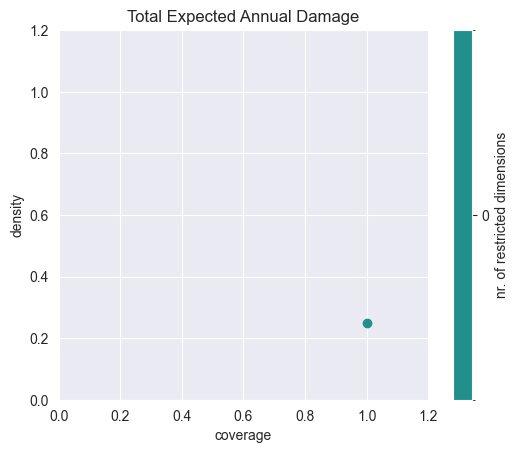 Total Expected Annual Damage
1.2
1.0
0.8
0.6
0.4
0.2
0.0
density
0.0 0.2 0.4 0.6 0.8 1.0 1.2
coverage
0
nr. of restricted dimensions